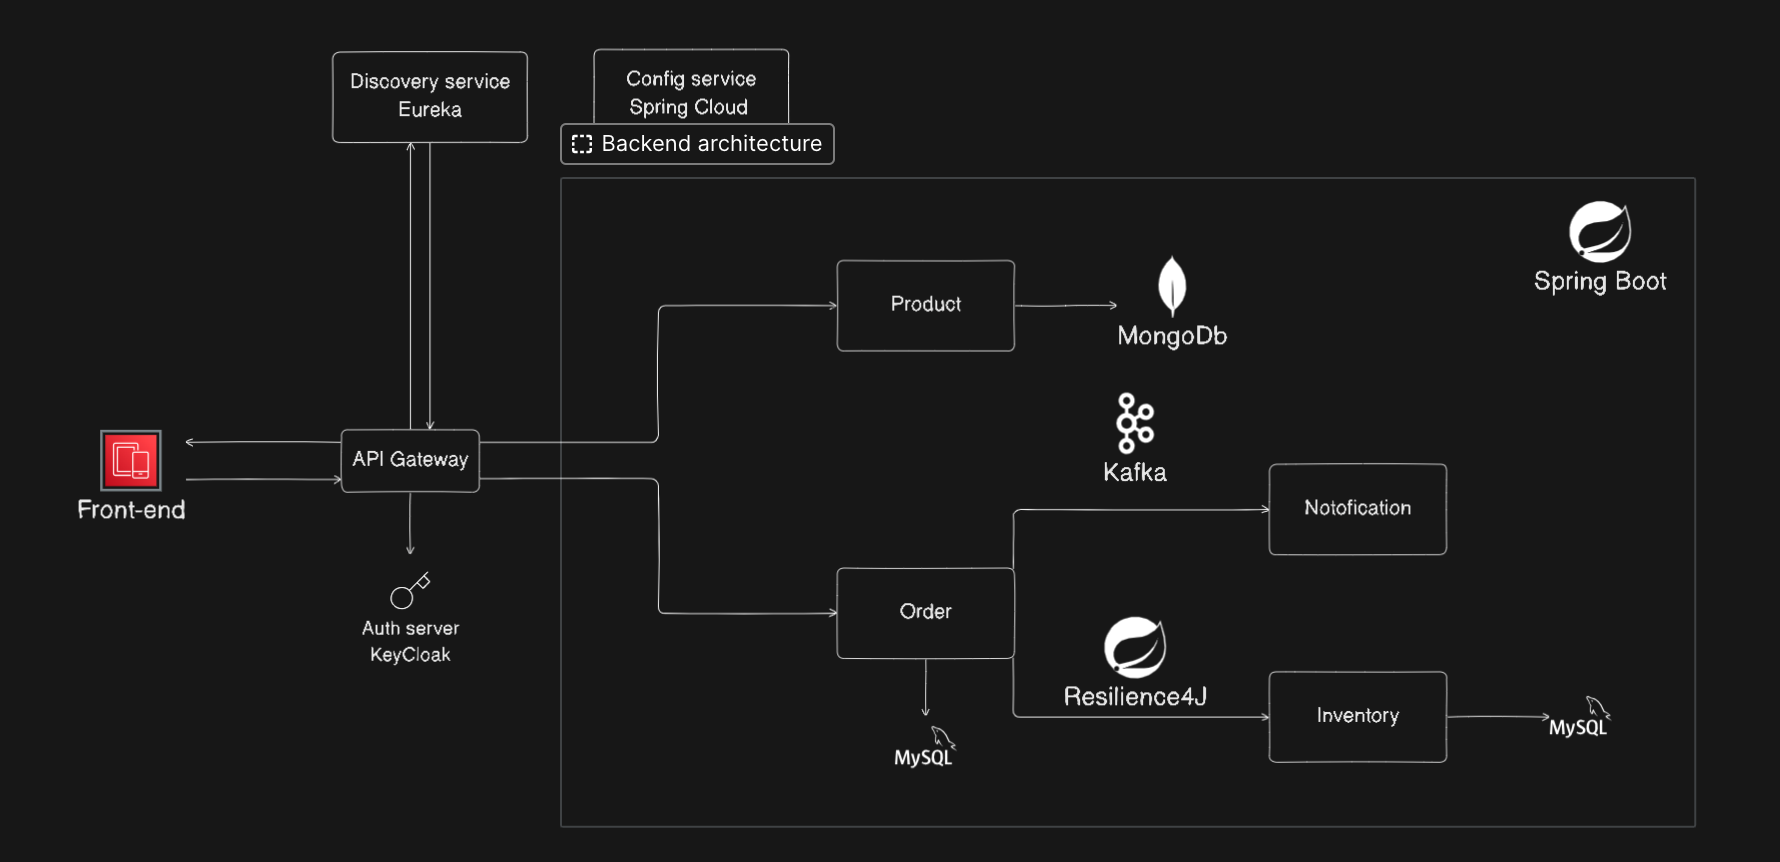 Discovery service
Eureka
Config service
Spring Cloud
Backend architecture
Spring Boot
Product
MongoDb
Kafka
API Gateway
Front-end
Notofication
Order
Auth server
KeyCloak
Resilience4J
Inventory
MySQL
MySQL